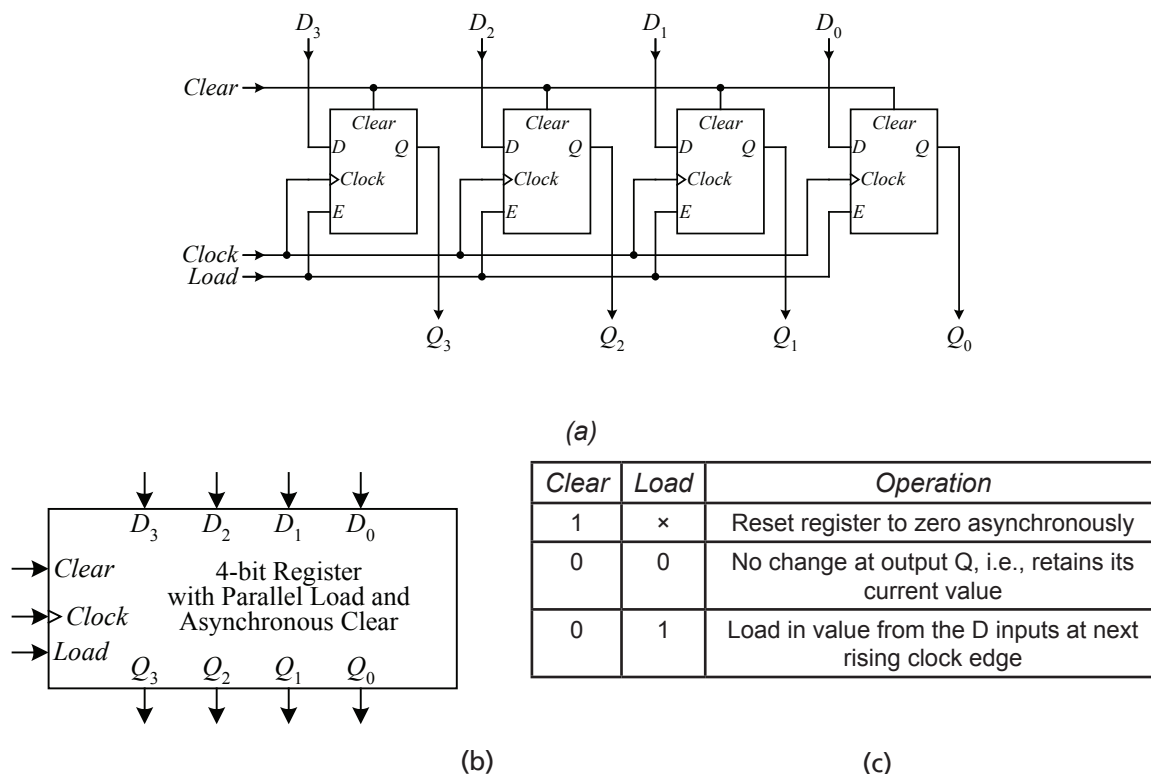 D3 D2 D1 D0
Clear
Clear Clear Clear Clear
D Q D Q D Q D Q
Clock Clock Clock Clock
E E E E
Clock
Load
Q3 Q2 Q1 Q0
(a)
D3 D2 D1 D0
Clear
4-bit Register
with Parallel Load and
Clock
Asynchronous Clear
Load
Q3 Q2 Q1 Q0
(b)
Clear Load Operation
1 × Reset register to zero asynchronously
0 0 No change at output Q, i.e., retains its
current value
0 1 Load in value from the D inputs at next
rising clock edge
(c)